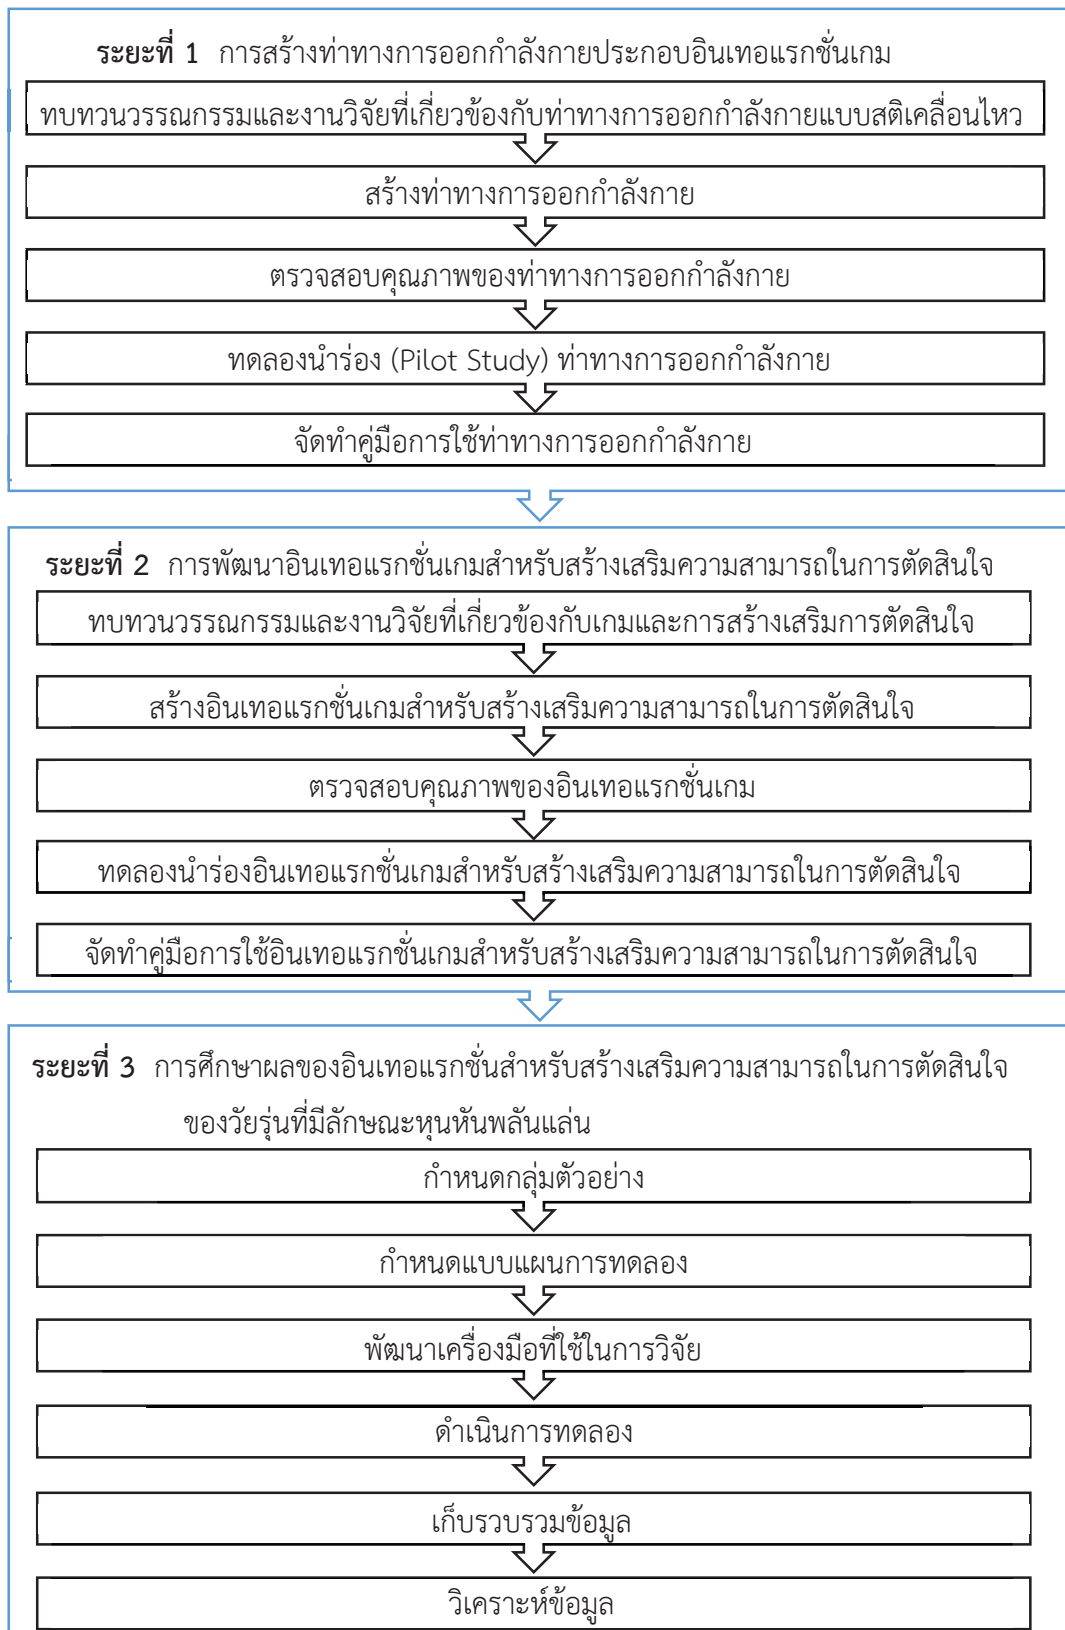 ระยะที่ 1 การสร้างท่าทางการออกกำลังกายประกอบอินเทอแรกชั่นเกม
ทบทวนวรรณกรรมและงานวิจัยที่เกี่ยวข้องกับท่าทางการออกกำลังกายแบบสติเคลื่อนไหว
สร้างท่าทางการออกกำลังกาย
ตรวจสอบคุณภาพของท่าทางการออกกำลังกาย
ทดลองนำร่อง (Pilot Study) ท่าทางการออกกำลังกาย
จัดทำคู่มือการใช้ท่าทางการออกกำลังกาย
ระยะที่ 2 การพัฒนาอินเทอแรกชั่นเกมสำหรับสร้างเสริมความสามารถในการตัดสินใจ
ทบทวนวรรณกรรมและงานวิจัยที่เกี่ยวข้องกับเกมและการสร้างเสริมการตัดสินใจ
สร้างอินเทอแรกชั่นเกมสำหรับสร้างเสริมความสามารถในการตัดสินใจ
ตรวจสอบคุณภาพของอินเทอแรกชั่นเกม
ทดลองนำร่องอินเทอแรกชั่นเกมสำหรับสร้างเสริมความสามารถในการตัดสินใจ
จัดทำคู่มือการใช้อินเทอแรกชั่นเกมสำหรับสร้างเสริมความสามารถในการตัดสินใจ
ระยะที่ 3 การศึกษาผลของอินเทอแรกชั่นสำหรับสร้างเสริมความสามารถในการตัดสินใจ
ของวัยรุ่นที่มีลักษณะหุนหันพลันแล่น
กำหนดกลุ่มตัวอย่าง
กำหนดแบบแผนการทดลอง
พัฒนาเครื่องมือที่ใช้ในการวิจัย
ดำเนินการทดลอง
เก็บรวบรวมข้อมูล
วิเคราะห์ข้อมูล